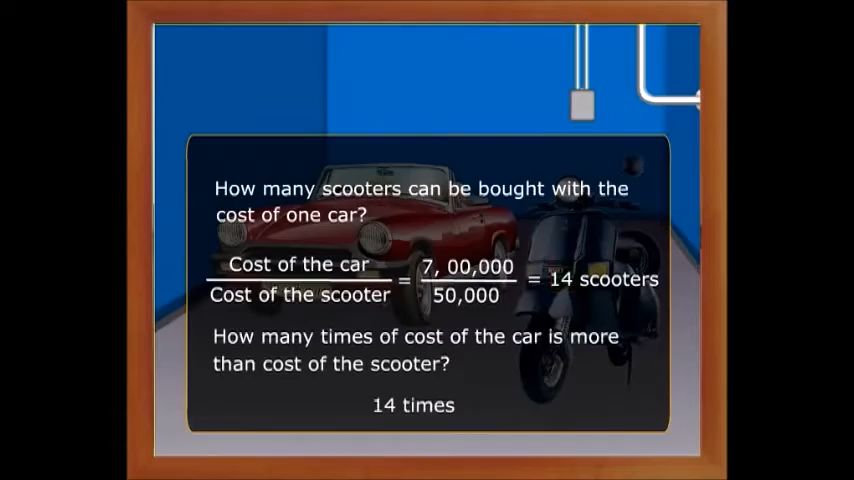 How many scooters can be bought with the
cost of one car?
Cost of the car / Cost of the scooter = 7, 00,000 / 50,000 = 14 scooters
How many times of cost of the car is more
than cost of the scooter?
14 times